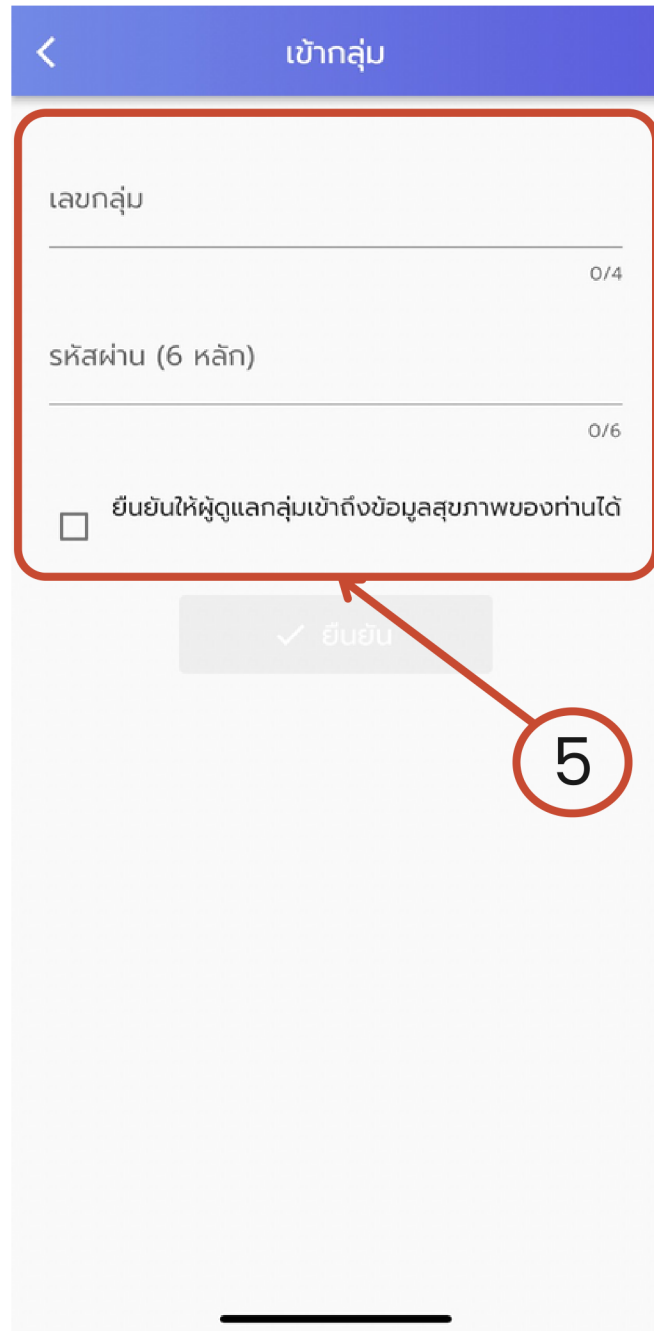 เข้ากลุ่ม
เลขกลุ่ม
0/4
รหัสผ่าน (6 หลัก)
0/6
ยืนยันให้ผู้ดูแลกลุ่มเข้าถึงข้อมูลสุขภาพของท่านได้
ยืนยัน
5